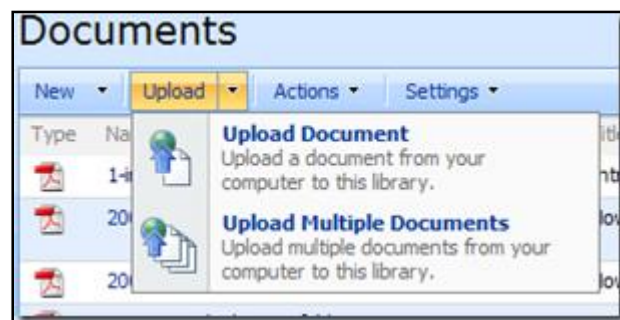 Documents
New Upload Actions Settings
Type
Upload Document
Upload a document from your
computer to this library.
Upload Multiple Documents
Upload multiple documents from your
computer to this library.